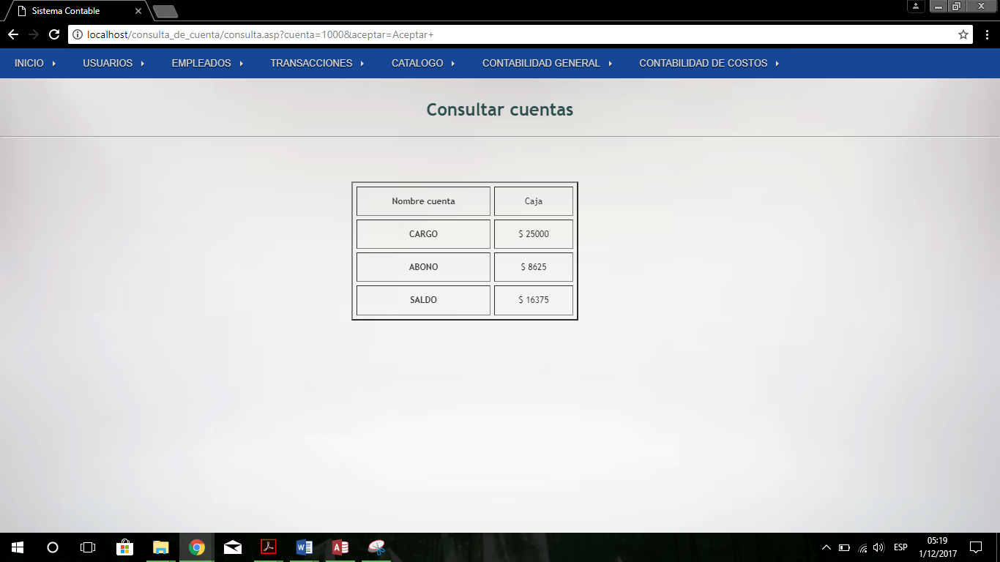 Sistema Contable
localhost/consulta_de_cuenta/consulta.asp?cuenta=1000&aceptar=Aceptar+
INICIO USUARIOS EMPLEADOS TRANSACCIONES CATALOGO CONTABILIDAD GENERAL CONTABILIDAD DE COSTOS
Consultar cuentas
Nombre cuenta Caja
CARGO $ 25000
ABONO $ 8625
SALDO $ 16375
ESP
05:19
1/12/2017